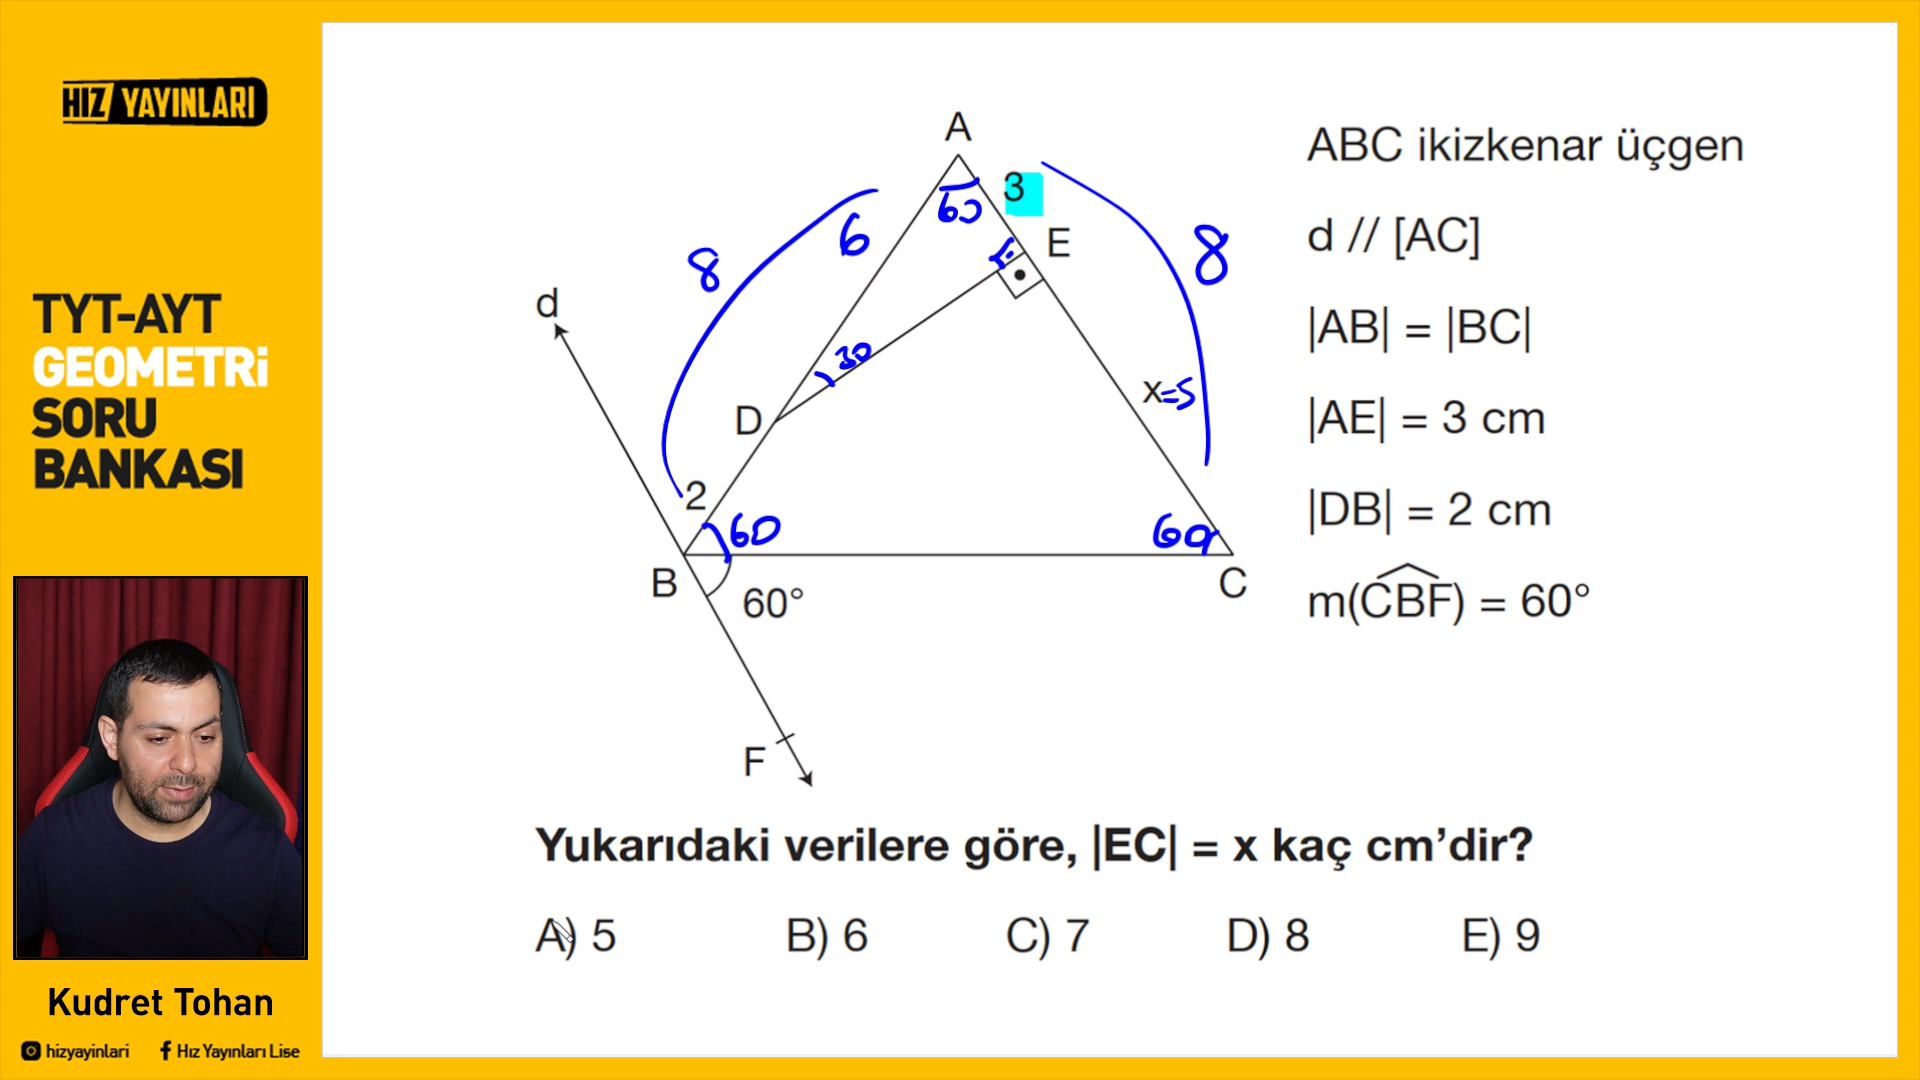 HIZ YAYINLARI
TYT-AYT
GEOMETRİ
SORU
BANKASI
Kudret Tohan
hizyayinlari
Hız Yayınları Lise
A
3
60
E
6
8
8
d
30
D
x=5
2
60
60
B
60°
C
F
ABC ikizkenar üçgen
d // [AC]
|AB| = |BC|
|AE| = 3 cm
|DB| = 2 cm
m(CBF) = 60°
Yukarıdaki verilere göre, |EC| = x kaç cm’dir?
A) 5 B) 6 C) 7 D) 8 E) 9